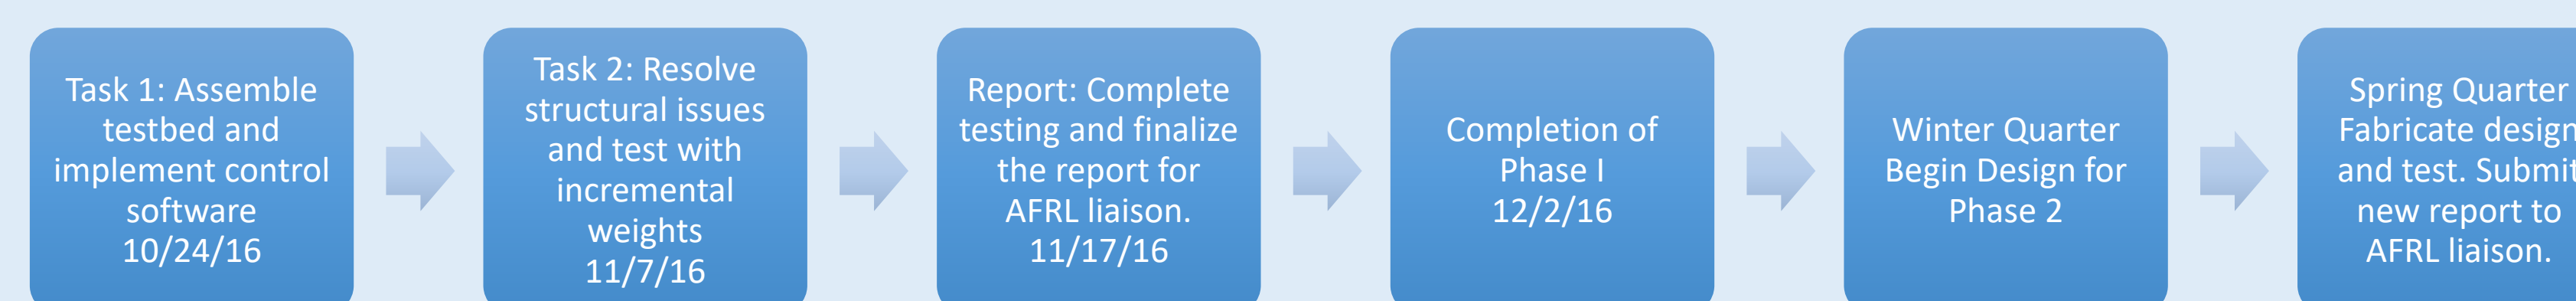 Task 1: Assemble
testbed and
implement control
software
10/24/16
Task 2: Resolve
structural issues
and test with
incremental
weights
11/7/16
Report: Complete
testing and finalize
the report for
AFRL liaison.
11/17/16
Completion of
Phase I
12/2/16
Winter Quarter
Begin Design for
Phase 2
Spring Quarter
Fabricate design
and test. Submit
new report to
AFRL liaison.